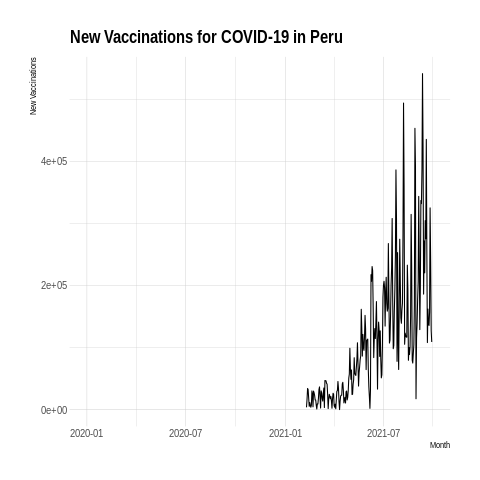 New Vaccinations for COVID-19 in Peru
New Vaccinations
4e+05
2e+05
0e+00
2020-01 2020-07 2021-01 2021-07
Month